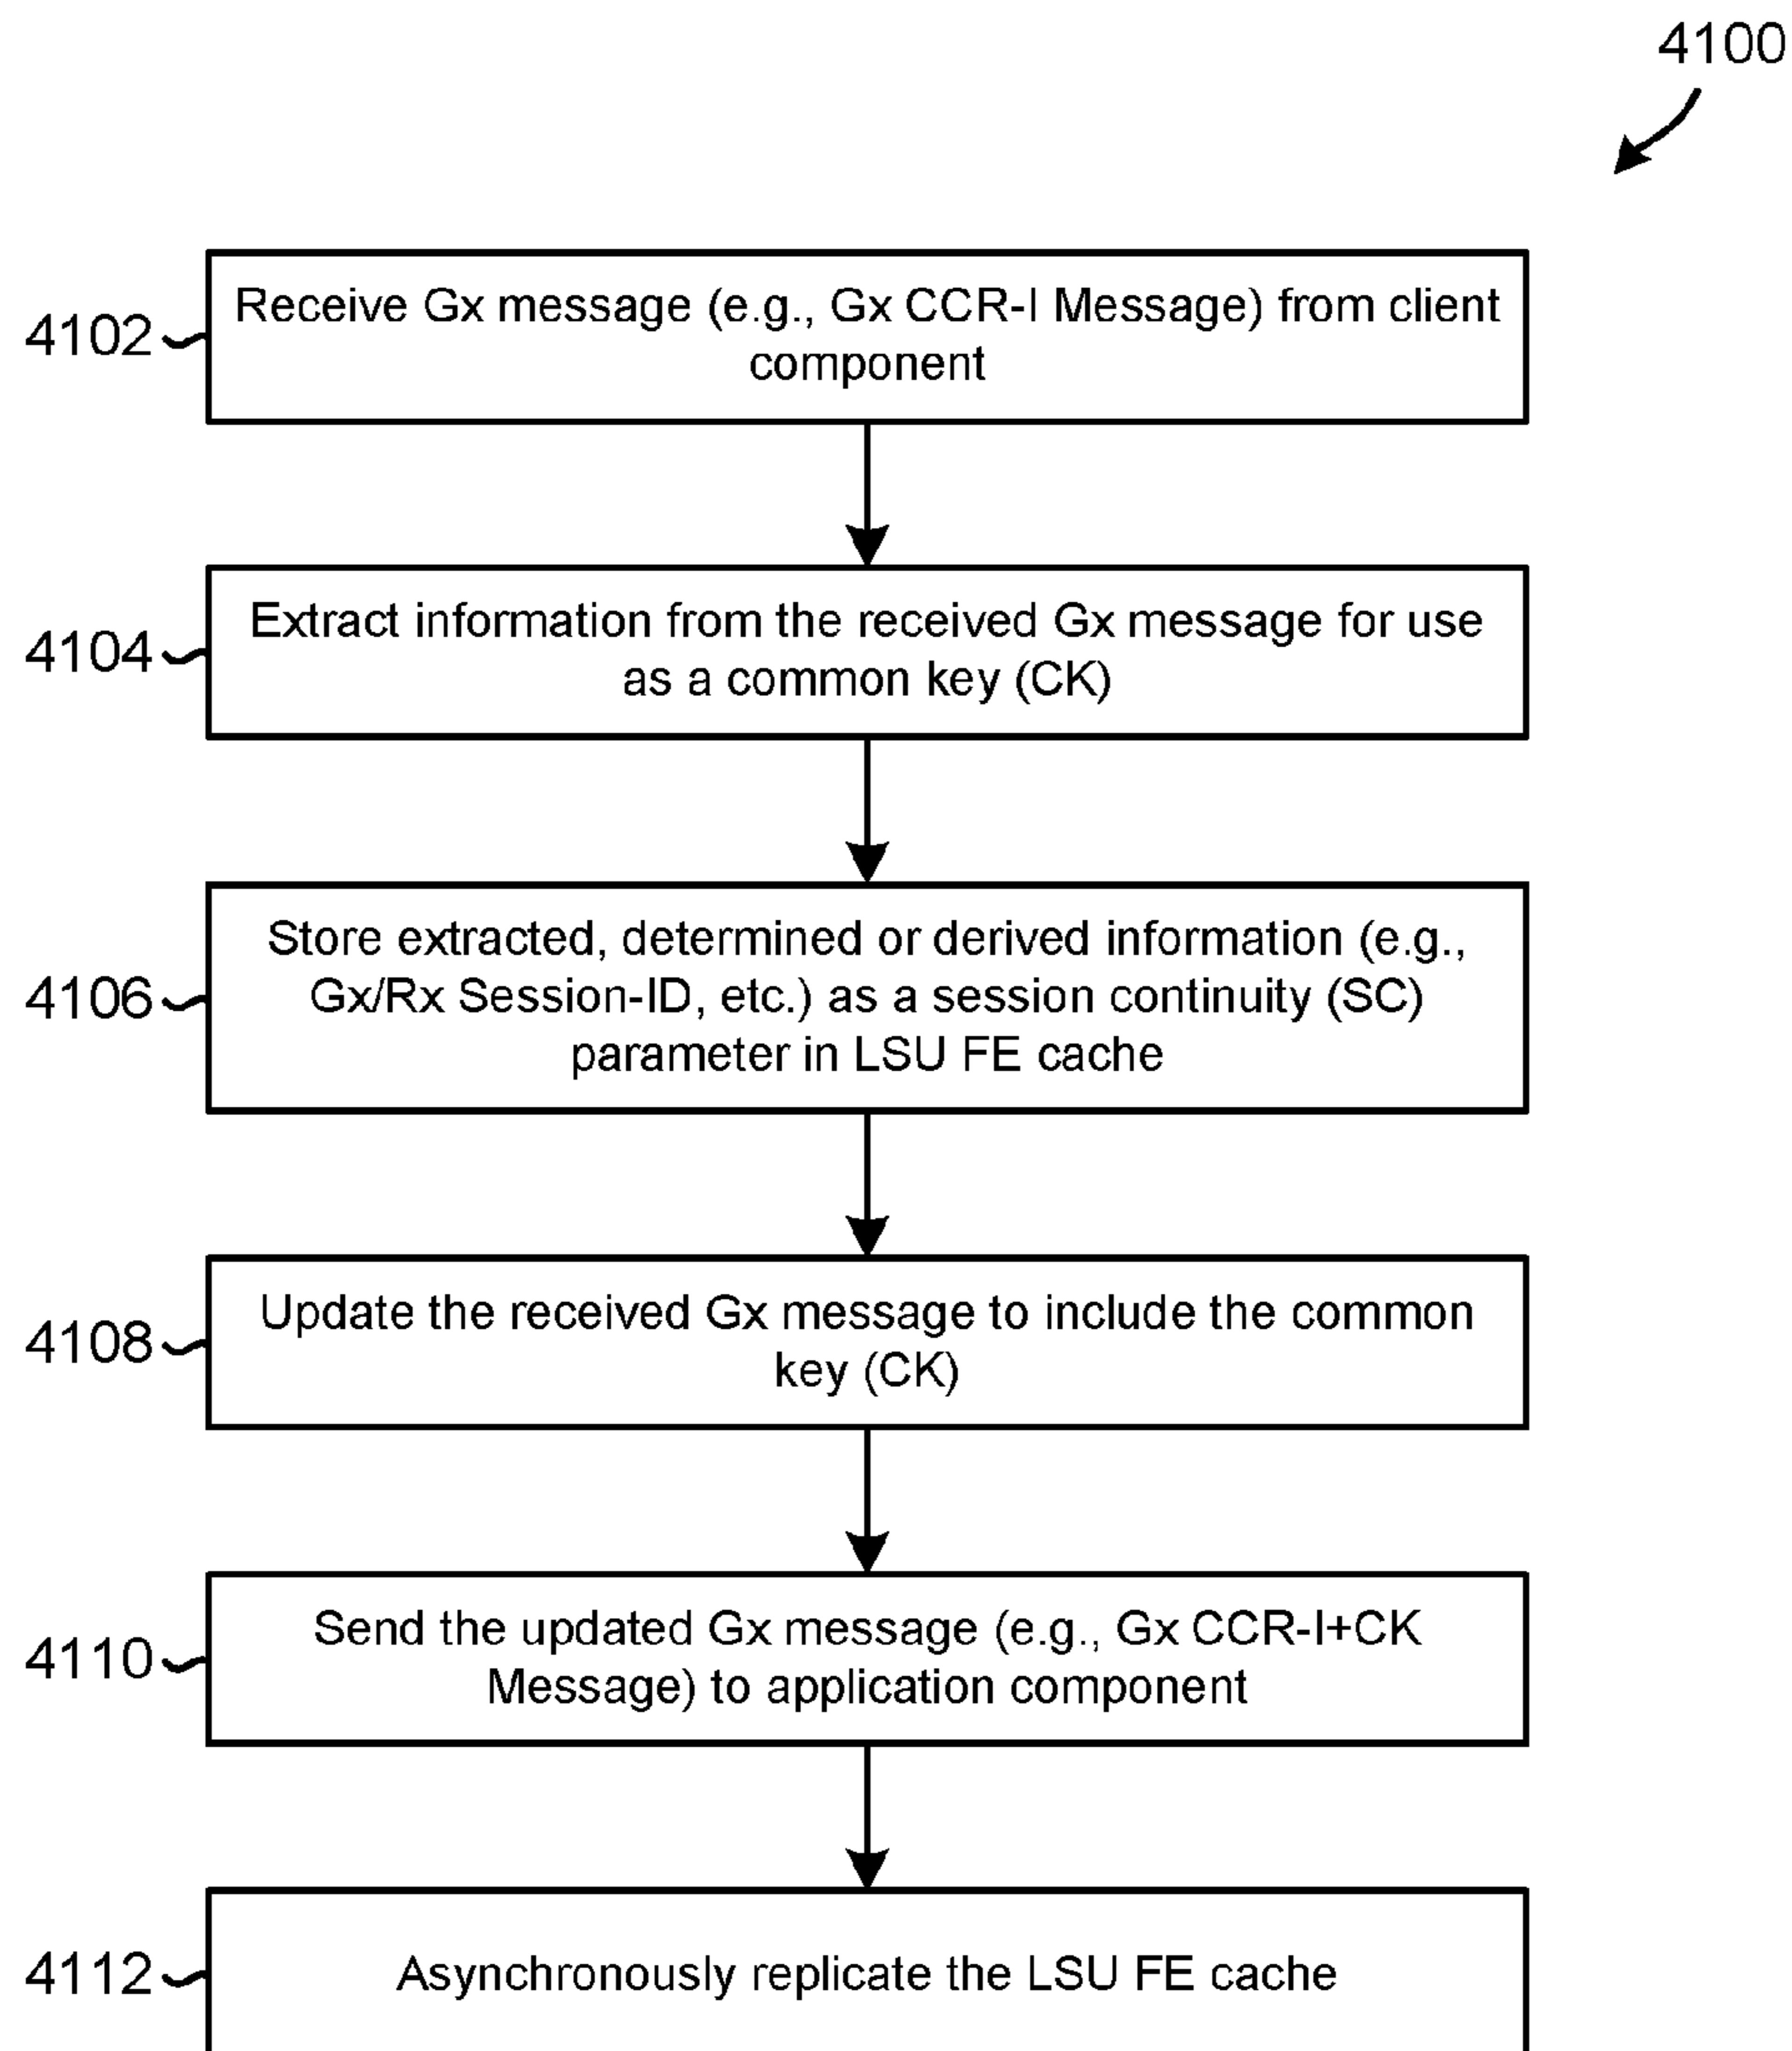 4100
4102
Receive Gx message (e.g., Gx CCR-I Message) from client
component
4104
Extract information from the received Gx message for use
as a common key (CK)
4106
Store extracted, determined or derived information (e.g.,
Gx/Rx Session-ID, etc.) as a session continuity (SC)
parameter in LSU FE cache
4108
Update the received Gx message to include the common
key (CK)
4110
Send the updated Gx message (e.g., Gx CCR-I+CK
Message) to application component
4112
Asynchronously replicate the LSU FE cache